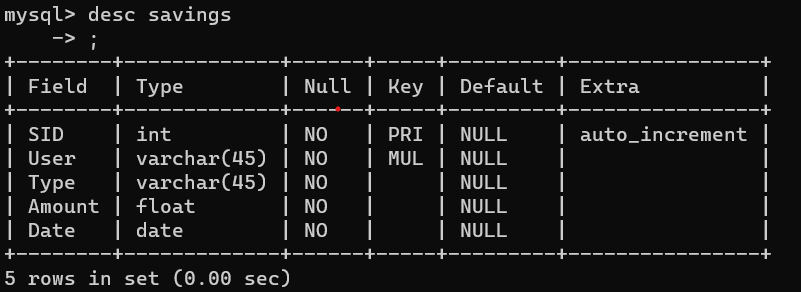 mysql> desc savings
    -> ;
+--------+-------------+------+-----+---------+----------------+
| Field  | Type        | Null | Key | Default | Extra          |
+--------+-------------+------+-----+---------+----------------+
| SID    | int         | NO   | PRI | NULL    | auto_increment |
| User   | varchar(45) | NO   | MUL | NULL    |                |
| Type   | varchar(45) | NO   |     | NULL    |                |
| Amount | float       | NO   |     | NULL    |                |
| Date   | date        | NO   |     | NULL    |                |
+--------+-------------+------+-----+---------+----------------+
5 rows in set (0.00 sec)